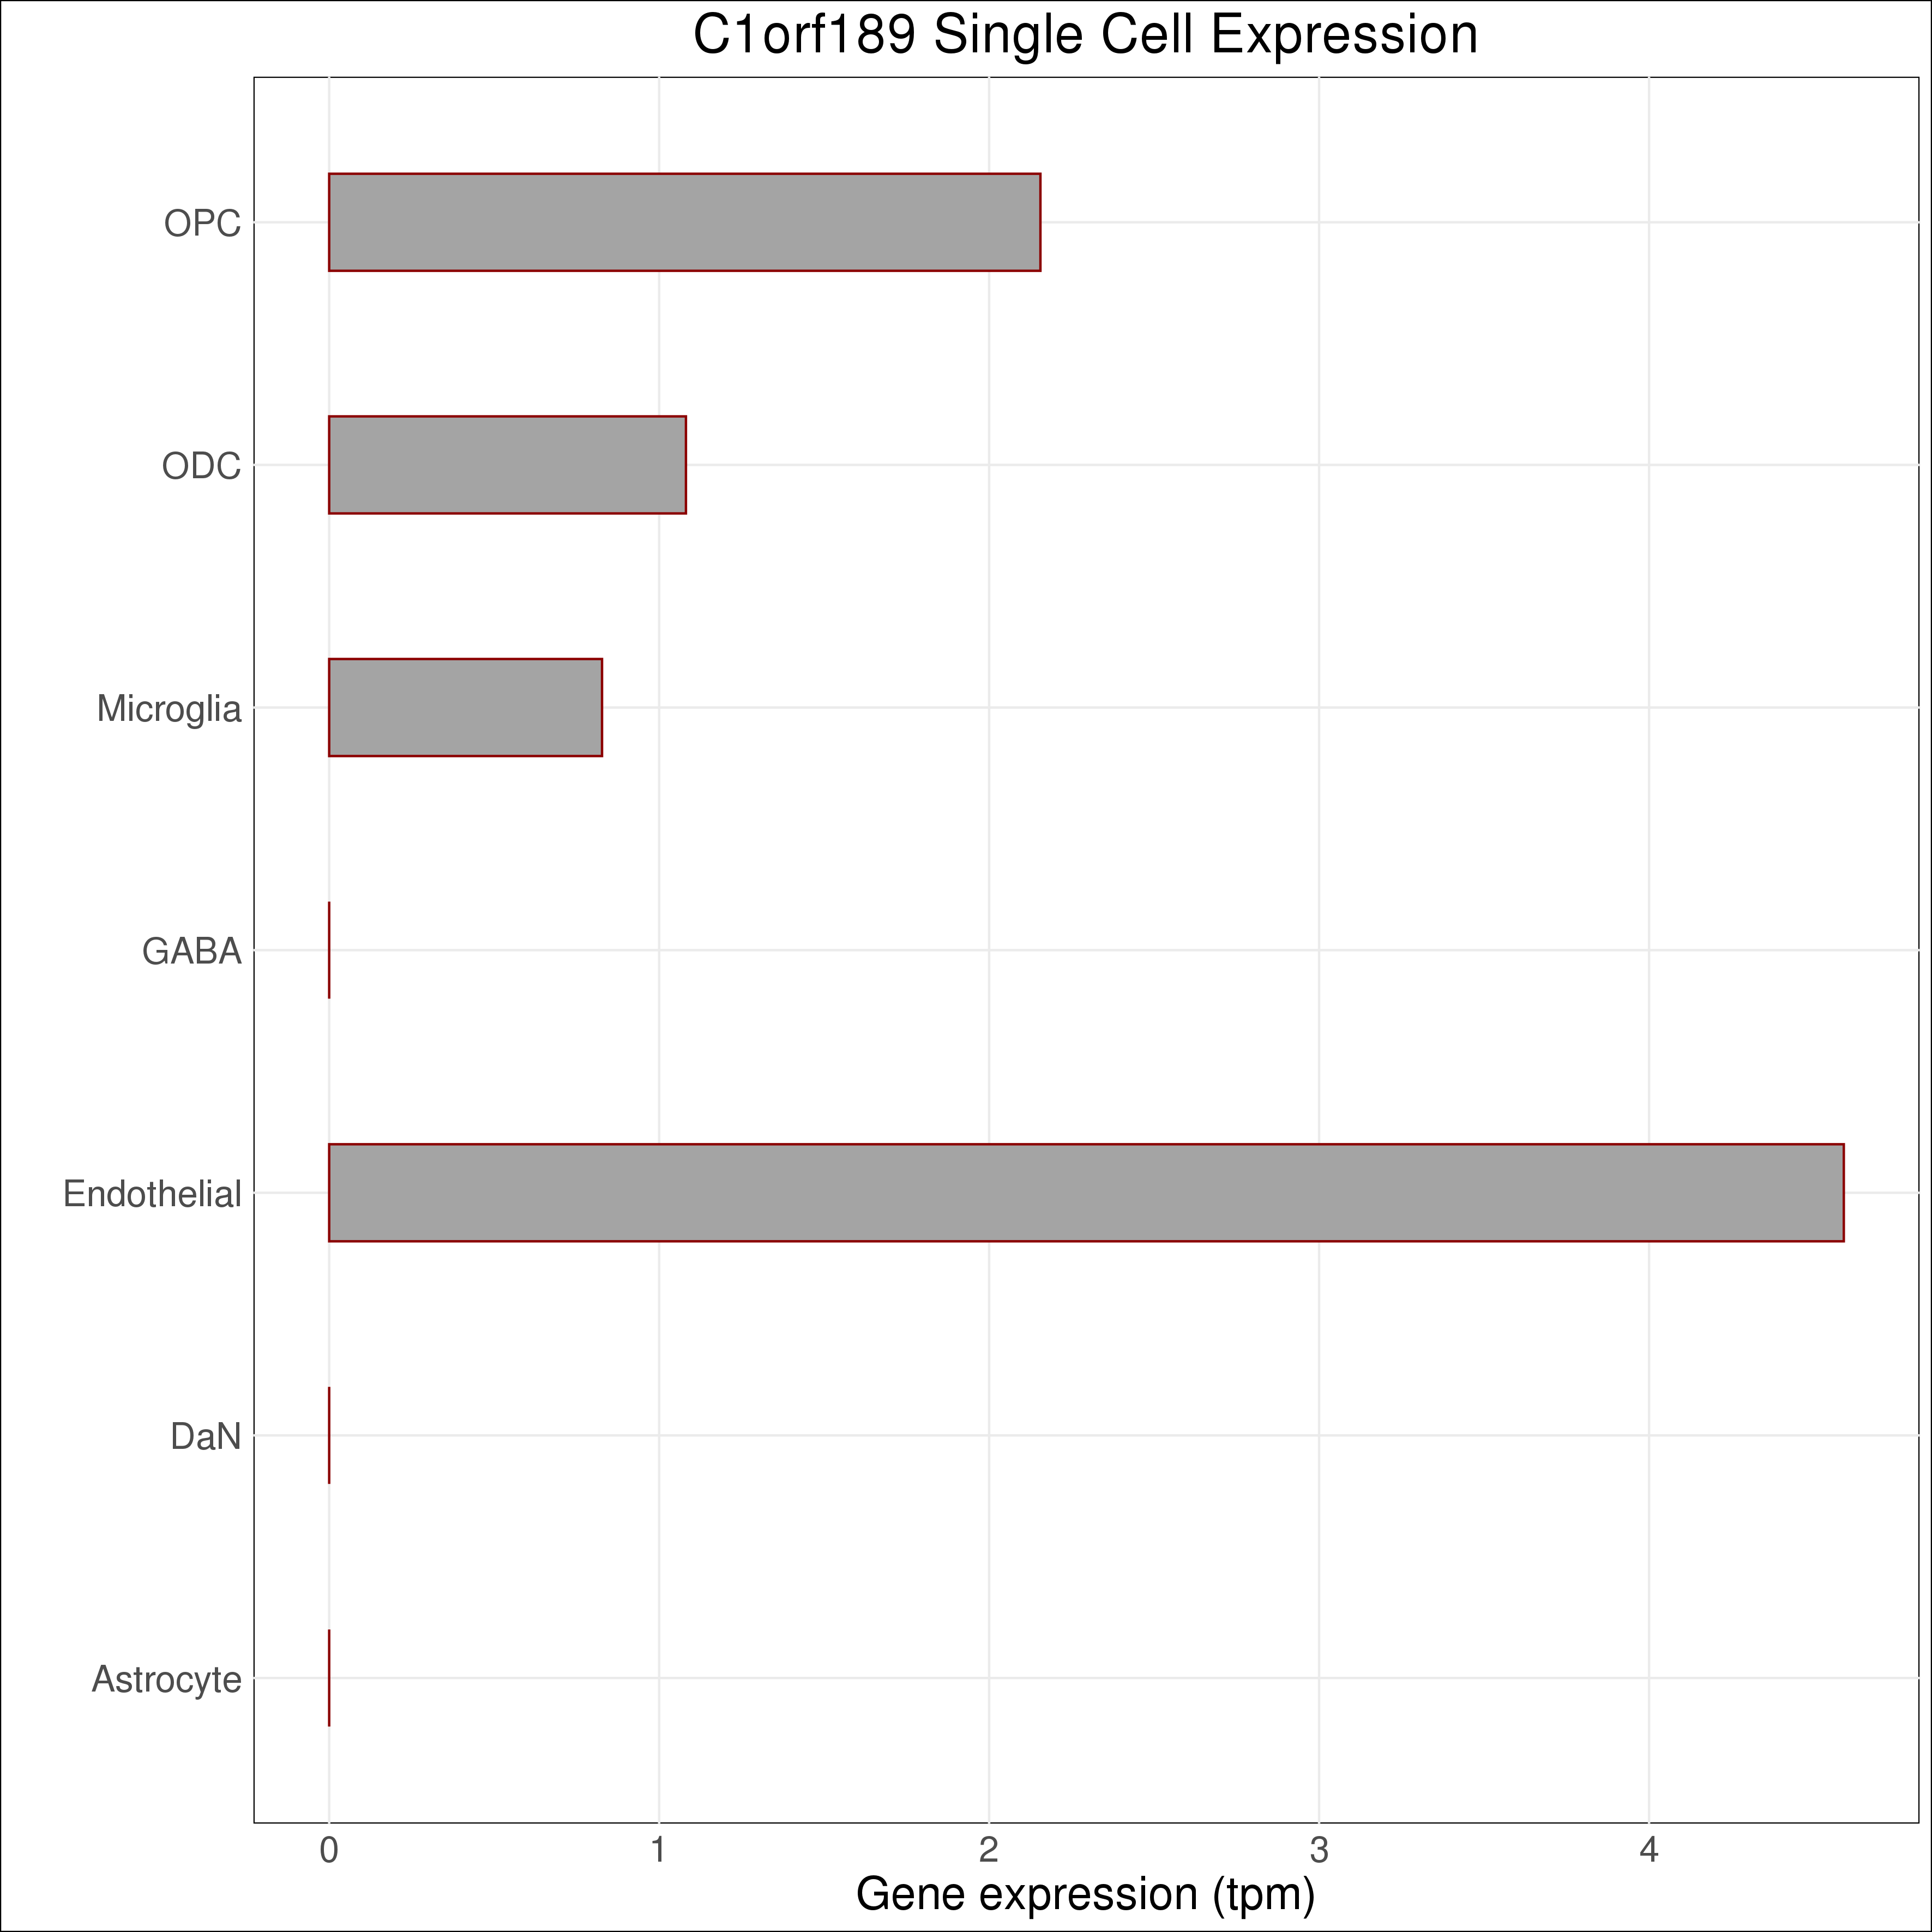 C1orf189 Single Cell Expression
OPC
ODC
Microglia
GABA
Endothelial
DaN
Astrocyte
0 1 2 3 4
Gene expression (tpm)